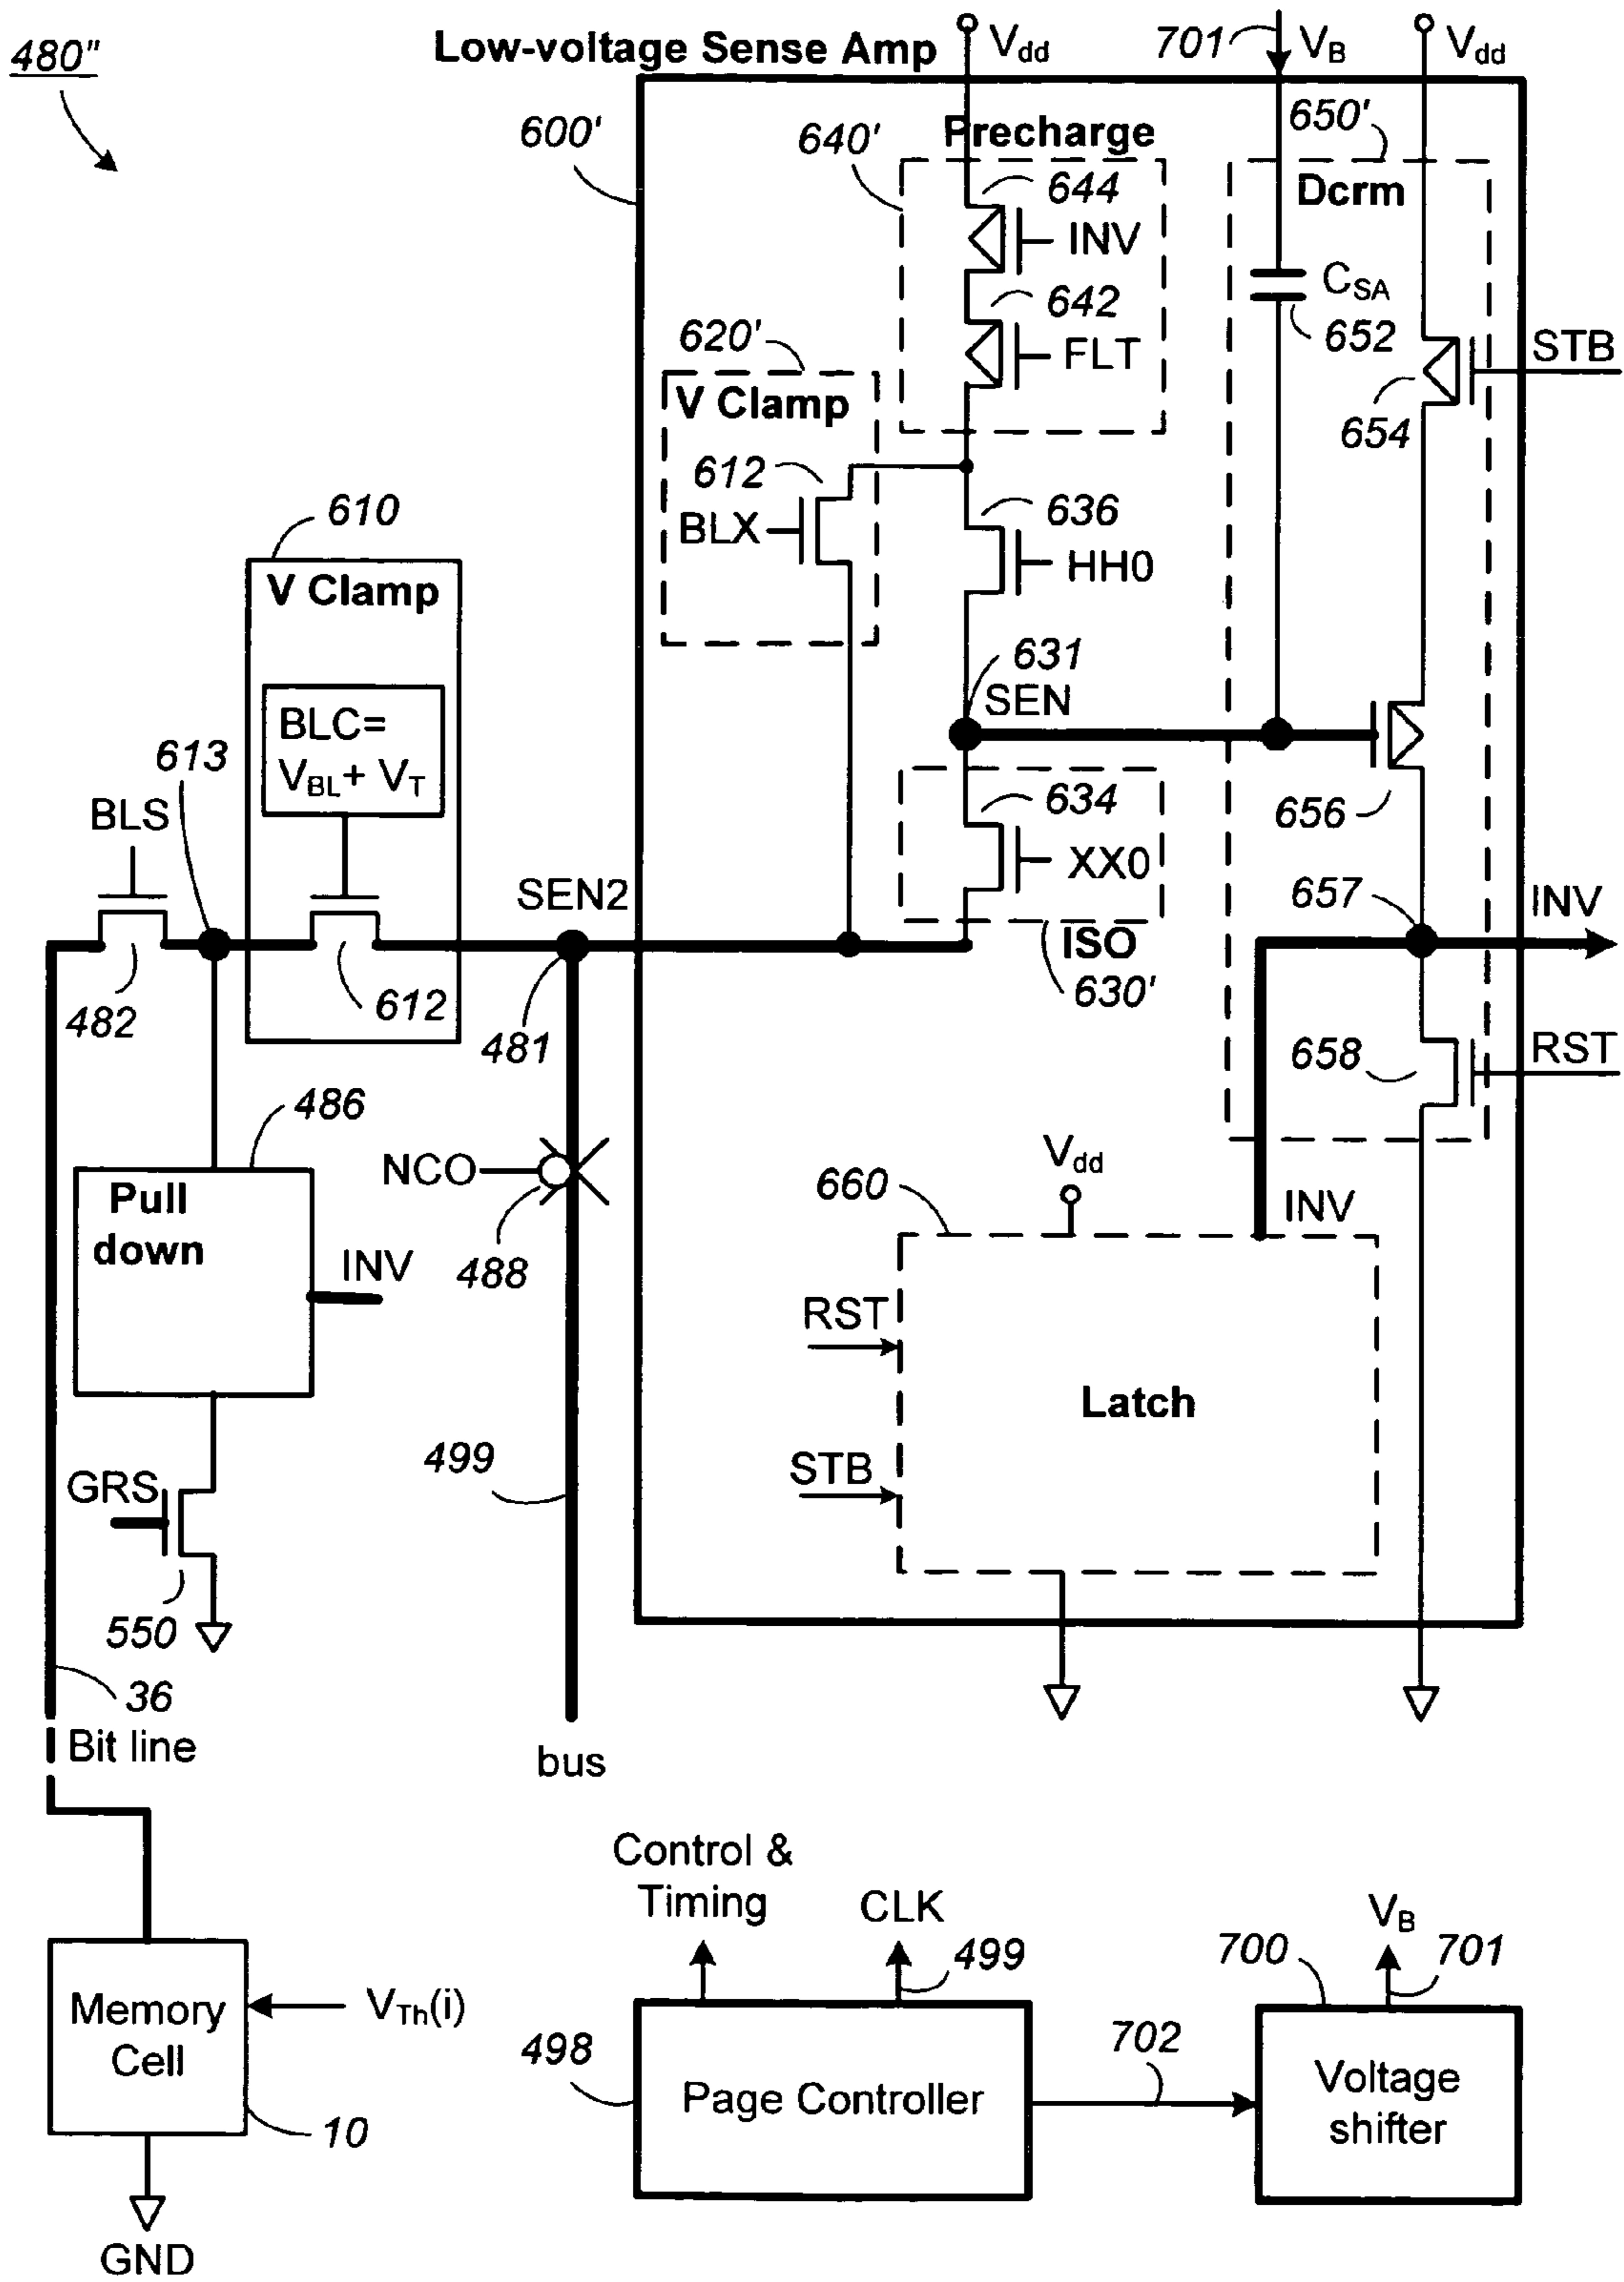 480"
Low-voltage Sense Amp
Vdd
701
VB
Vdd
600'
640'
Precharge
650'
644
Dcrm
INV
642
CSA
652
FLT
STB
654
620'
V Clamp
612
BLX
636
HH0
610
V Clamp
631
SEN
BLC=
VBL+ VT
613
BLS
634
656
XX0
SEN2
657
INV
482
612
481
ISO
630'
658
RST
486
Vdd
660
NCO
INV
Pull
down
488
INV
RST
Latch
499
STB
GRS
550
36
Bit line
bus
Control &
Timing
CLK
499
VB
700
701
Memory
Cell
VTh(i)
498
Page Controller
702
Voltage
shifter
10
GND